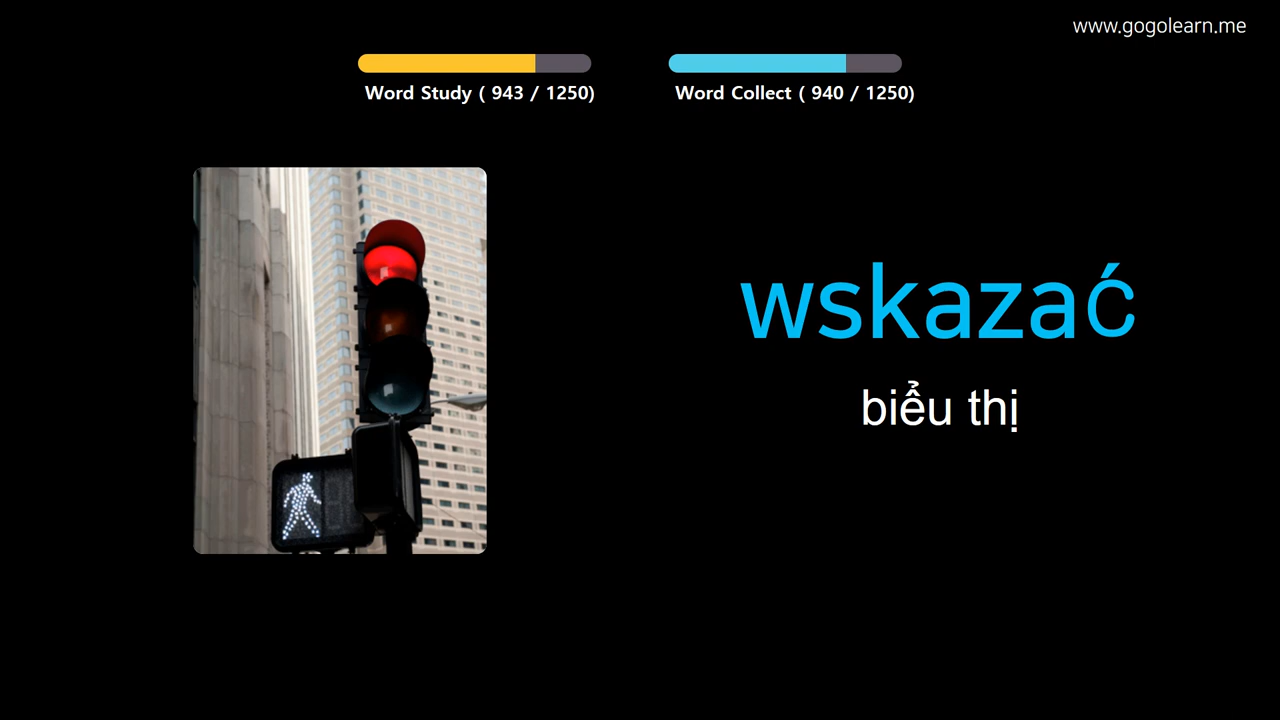 www.gogolearn.me
Word Study ( 943 / 1250)
Word Collect ( 940 / 1250)
wskazać
biểu thị